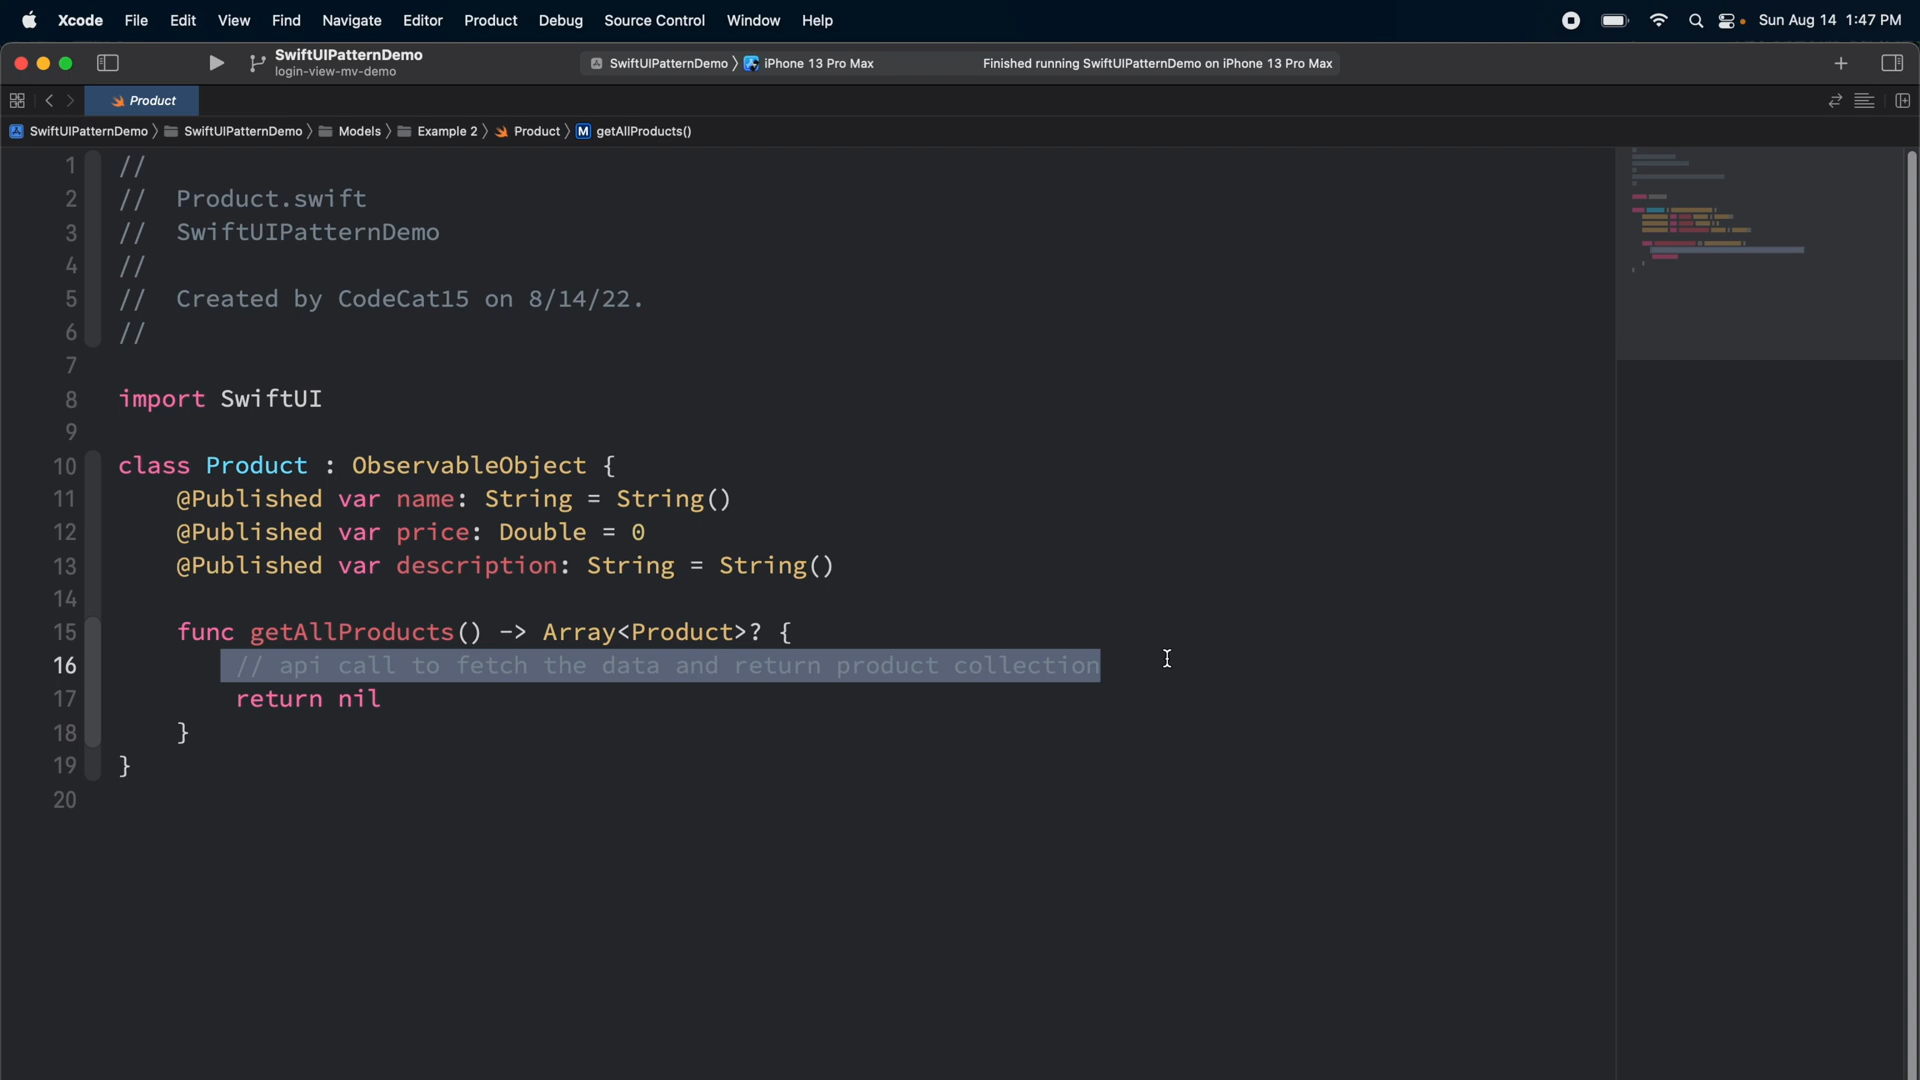 Xcode File Edit View Find Navigate Editor Product Debug Source Control Window Help Sun Aug 14 1:47 PM
SwiftUIPatternDemo
login-view-mv-demo
SwiftUIPatternDemo 〉 iPhone 13 Pro Max
Finished running SwiftUIPatternDemo on iPhone 13 Pro Max
Product
SwiftUIPatternDemo 〉 SwiftUIPatternDemo 〉 Models 〉 Example 2 〉 Product 〉 M getAllProducts()
1 //
2 // Product.swift
3 // SwiftUIPatternDemo
4 //
5 // Created by CodeCat15 on 8/14/22.
6 //
7
8 import SwiftUI
9
10 class Product : ObservableObject {
11 @Published var name: String = String()
12 @Published var price: Double = 0
13 @Published var description: String = String()
14
15 func getAllProducts() -> Array<Product>? {
16 // api call to fetch the data and return product collection
17 return nil
18 }
19 }
20